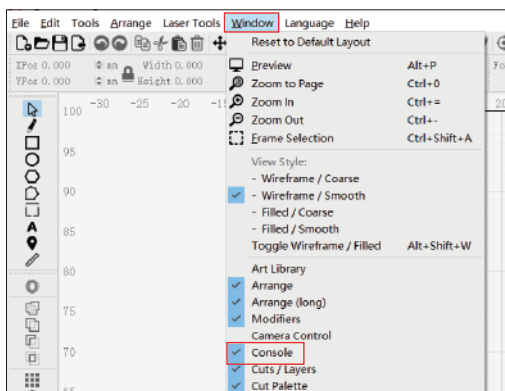 File Edit Tools Arrange Laser Tools Window Language Help
Reset to Default Layout
XPos 0.000 Width 0.000
YPos 0.000 Height 0.000
Preview Alt+P
Zoom to Page Ctrl+0
Zoom In Ctrl+=
Zoom Out Ctrl+-
Frame Selection Ctrl+Shift+A
View Style:
- Wireframe / Coarse
- Wireframe / Smooth
- Filled / Coarse
- Filled / Smooth
Toggle Wireframe / Filled Alt+Shift+W
Art Library
Arrange
Arrange (long)
Modifiers
Camera Control
Console
Cuts / Layers
Cut Palette
-30 -25 -20
100
95
90
85
80
75
70
A